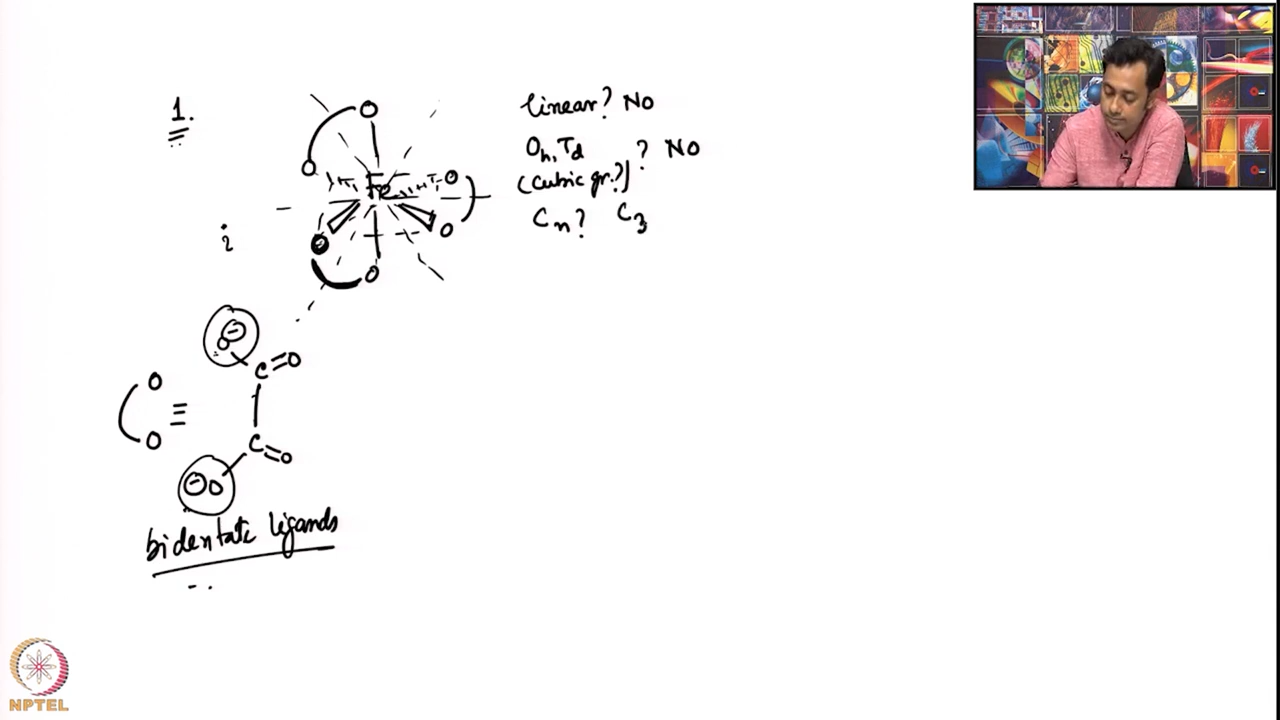 1.
linear? No
O
O
Oh, Td ? No
(cubic gr.?)
Fe
O
Cn? C3
O
O
i
O
⊖
O
C=O
O
≡
O
C=O
⊖O
bidentate ligands
NPTEL